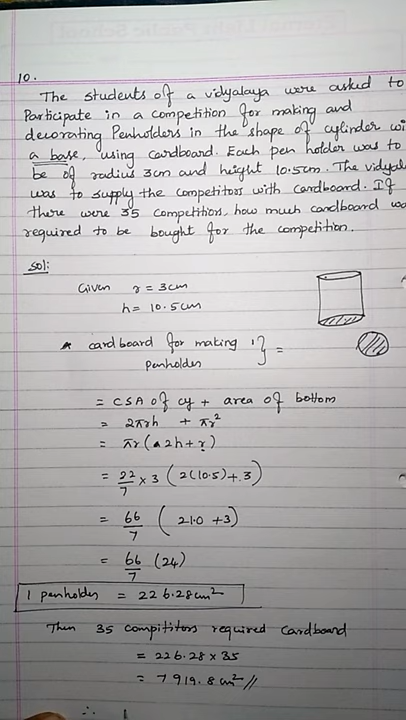 10.
The students of a vidyalaya were asked to
Participate in a competition for making and
decorating Penholders in the shape of cylinder wi
a base, using cardboard. Each pen holder was to
be of radius 3cm and height 10.5cm. The vidyal
was to supply the competitors with cardboard. If
there were 35 competitors, how much cardboard wa
required to be bought for the competition.
Sol:
Given r = 3cm
h = 10.5cm
cardboard for making 1 } =
penholder
= CSA of cy + area of bottom
= 2πrh + πr²
= πr(2h+r)
= 22/7 x 3 (2(10.5)+3)
= 66/7 (21.0 +3)
= 66/7 (24)
1 penholder = 226.28cm²
Then 35 compititors required Cardboard
= 226.28 x 35
= 7919.8cm²//
∴